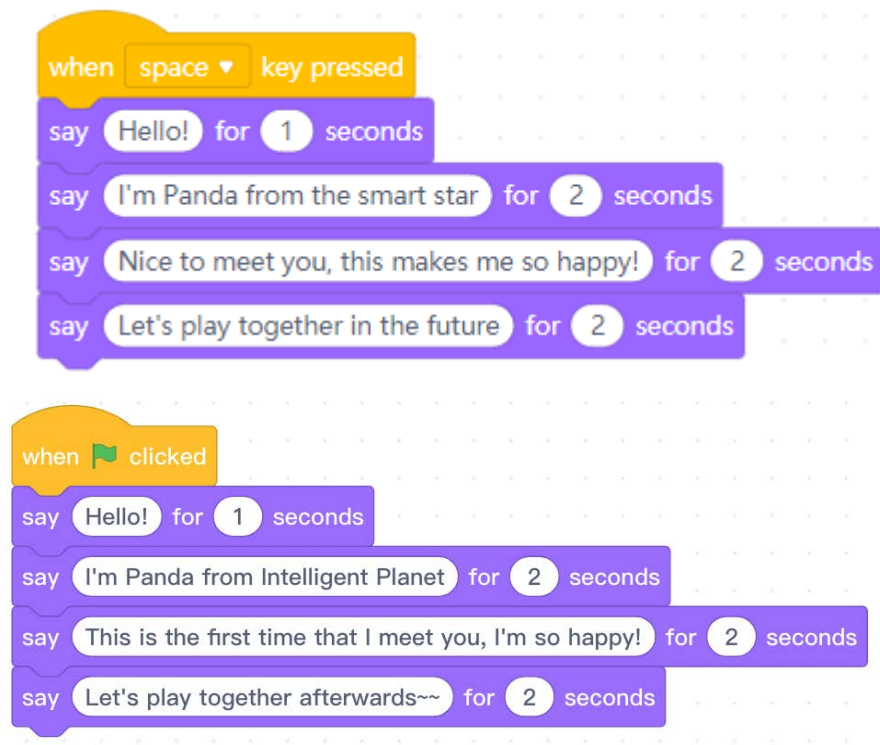 when space key pressed
say Hello! for 1 seconds
say I'm Panda from the smart star for 2 seconds
say Nice to meet you, this makes me so happy! for 2 seconds
say Let's play together in the future for 2 seconds
when clicked
say Hello! for 1 seconds
say I'm Panda from Intelligent Planet for 2 seconds
say This is the first time that I meet you, I'm so happy! for 2 seconds
say Let's play together afterwards~~ for 2 seconds